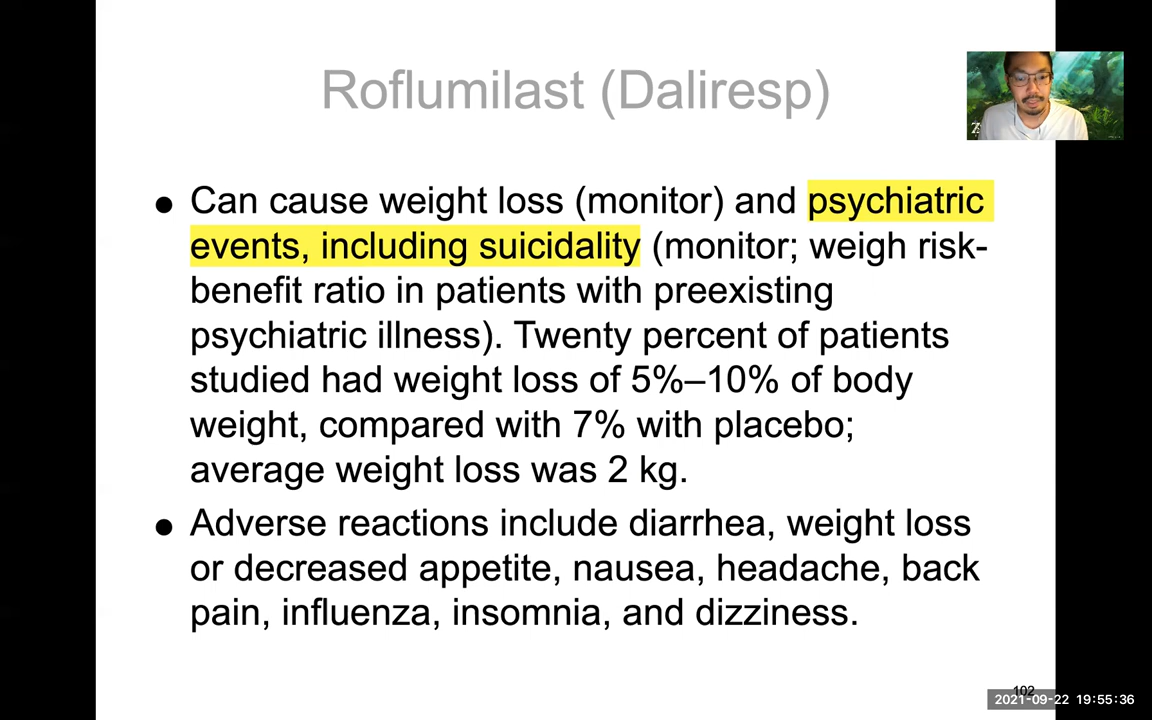 Roflumilast (Daliresp)
● Can cause weight loss (monitor) and psychiatric
events, including suicidality (monitor; weigh risk-
benefit ratio in patients with preexisting
psychiatric illness). Twenty percent of patients
studied had weight loss of 5%–10% of body
weight, compared with 7% with placebo;
average weight loss was 2 kg.
● Adverse reactions include diarrhea, weight loss
or decreased appetite, nausea, headache, back
pain, influenza, insomnia, and dizziness.
102
2021-09-22 19:55:36